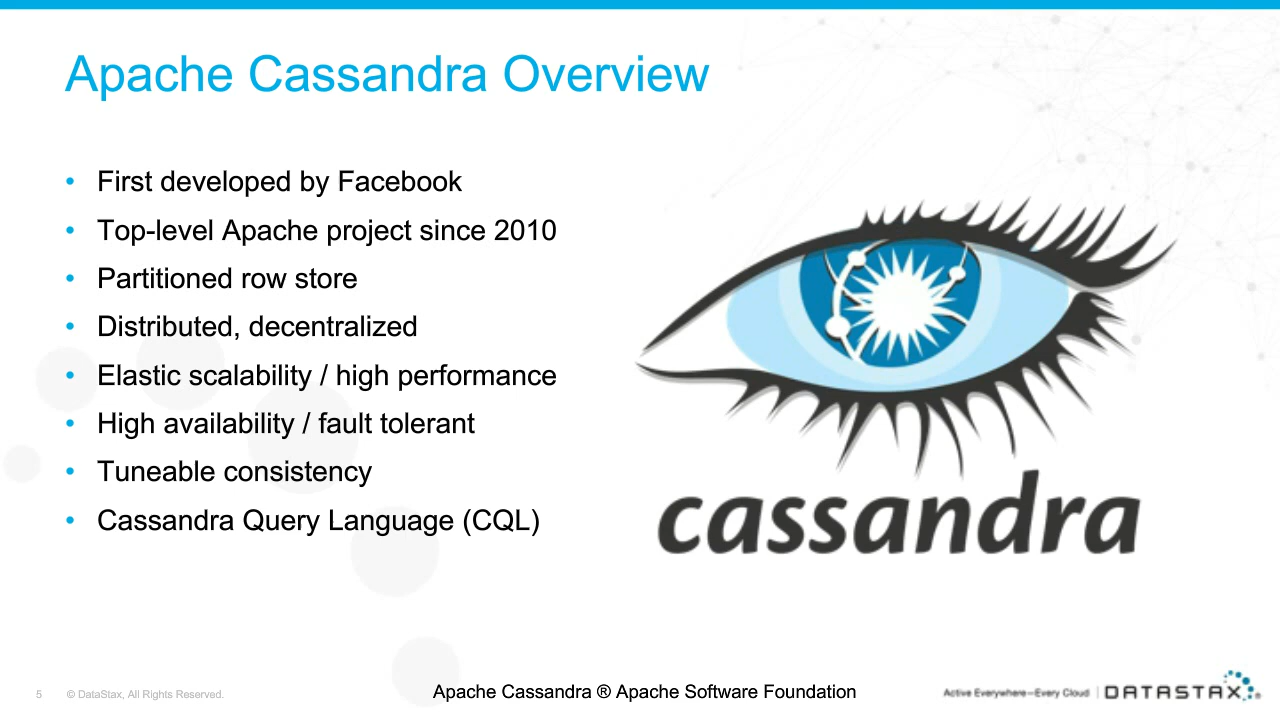 Apache Cassandra Overview
• First developed by Facebook
• Top-level Apache project since 2010
• Partitioned row store
• Distributed, decentralized
• Elastic scalability / high performance
• High availability / fault tolerant
• Tuneable consistency
• Cassandra Query Language (CQL)
cassandra
5 © DataStax, All Rights Reserved.
Apache Cassandra ® Apache Software Foundation
Active Everywhere—Every Cloud | DATASTAX®